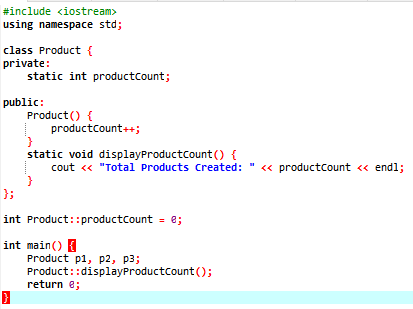 #include <iostream>
using namespace std;

class Product {
private:
    static int productCount;

public:
    Product() {
        productCount++;
    }
    static void displayProductCount() {
        cout << "Total Products Created: " << productCount << endl;
    }
};

int Product::productCount = 0;

int main() {
    Product p1, p2, p3;
    Product::displayProductCount();
    return 0;
}